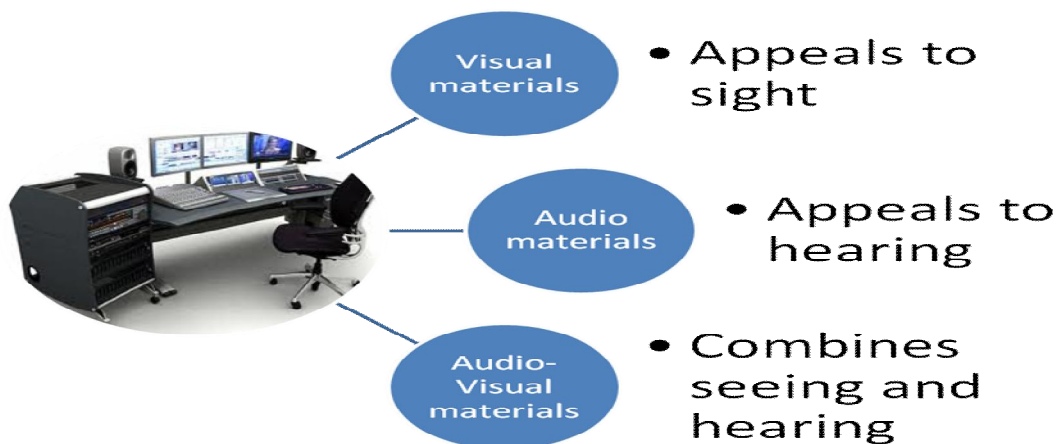 Visual
materials
• Appeals to
sight
Audio
materials
• Appeals to
hearing
Audio-
Visual
materials
• Combines
seeing and
hearing